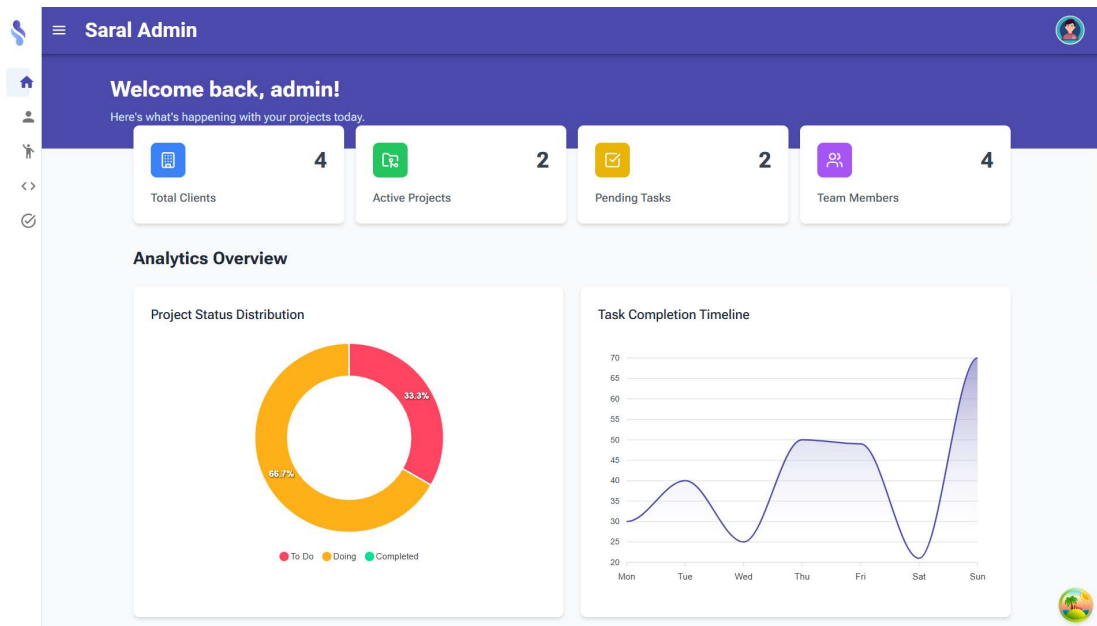 Saral Admin
Welcome back, admin!
Here's what's happening with your projects today.
4
Total Clients
2
Active Projects
2
Pending Tasks
4
Team Members
Analytics Overview
Project Status Distribution
33.3%
66.7%
To Do Doing Completed
Task Completion Timeline
70
65
60
55
50
45
40
35
30
25
20
Mon Tue Wed Thu Fri Sat Sun